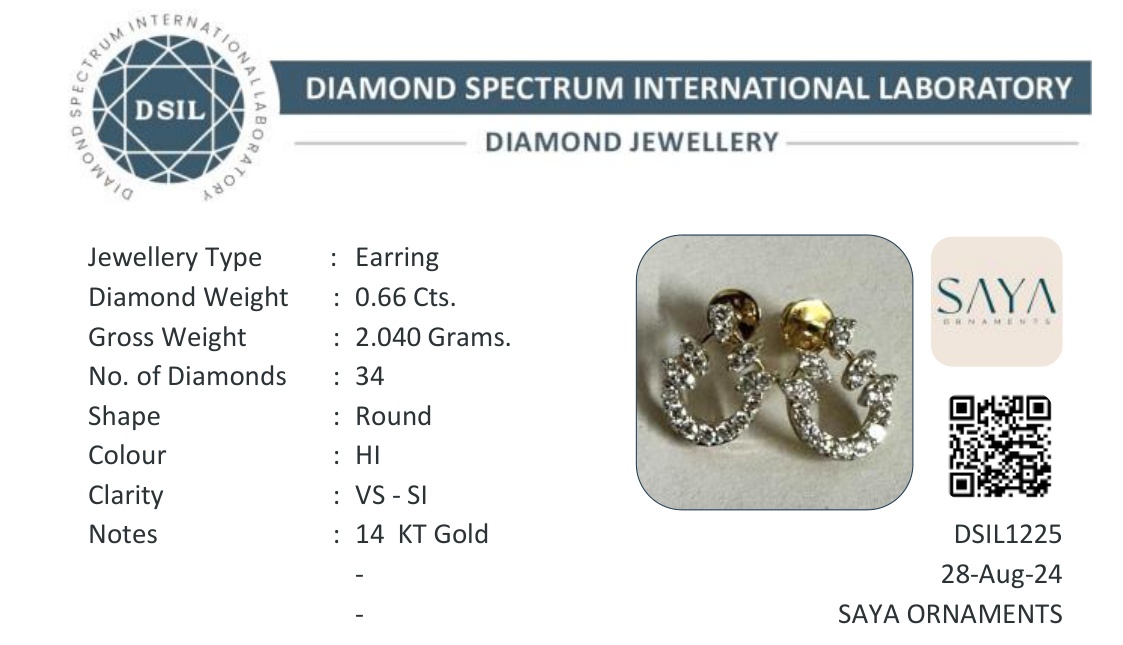 DIAMOND SPECTRUM INTERNATIONAL LABORATORY
DSIL
DIAMOND SPECTRUM INTERNATIONAL LABORATORY
DIAMOND JEWELLERY
Jewellery Type : Earring
Diamond Weight : 0.66 Cts.
Gross Weight : 2.040 Grams.
No. of Diamonds : 34
Shape : Round
Colour : HI
Clarity : VS - SI
Notes : 14 KT Gold
-
-
SAYA
ORNAMENTS
DSIL1225
28-Aug-24
SAYA ORNAMENTS